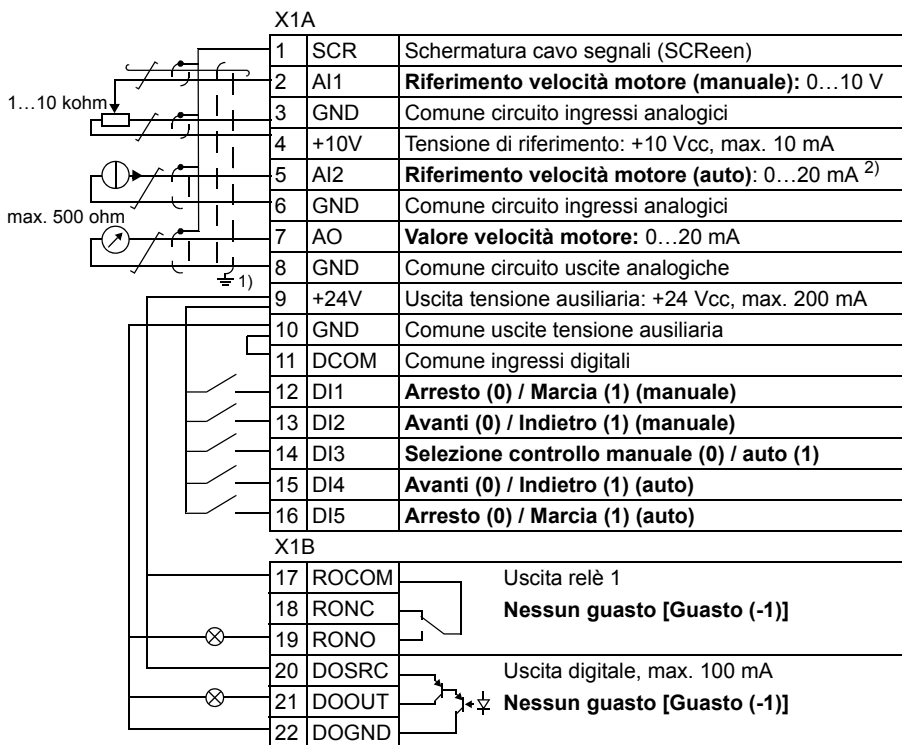 X1A
1 SCR Schermatura cavo segnali (SCReen)
2 AI1 Riferimento velocità motore (manuale): 0…10 V
1…10 kohm
3 GND Comune circuito ingressi analogici
4 +10V Tensione di riferimento: +10 Vcc, max. 10 mA
5 AI2 Riferimento velocità motore (auto): 0…20 mA 2)
6 GND Comune circuito ingressi analogici
max. 500 ohm
7 AO Valore velocità motore: 0…20 mA
8 GND Comune circuito uscite analogiche
1)
9 +24V Uscita tensione ausiliaria: +24 Vcc, max. 200 mA
10 GND Comune uscite tensione ausiliaria
11 DCOM Comune ingressi digitali
12 DI1 Arresto (0) / Marcia (1) (manuale)
13 DI2 Avanti (0) / Indietro (1) (manuale)
14 DI3 Selezione controllo manuale (0) / auto (1)
15 DI4 Avanti (0) / Indietro (1) (auto)
16 DI5 Arresto (0) / Marcia (1) (auto)
X1B
17 ROCOM Uscita relè 1
18 RONC Nessun guasto [Guasto (-1)]
19 RONO
20 DOSRC Uscita digitale, max. 100 mA
21 DOOUT Nessun guasto [Guasto (-1)]
22 DOGND